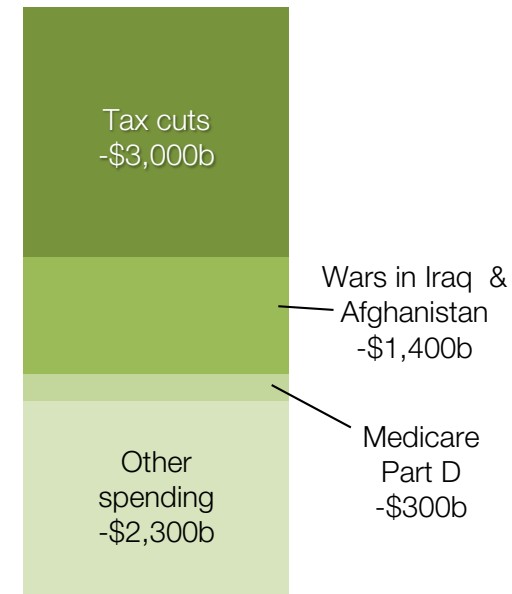 Tax cuts
-$3,000b
Wars in Iraq &
Afghanistan
-$1,400b
Medicare
Part D
-$300b
Other
spending
-$2,300b